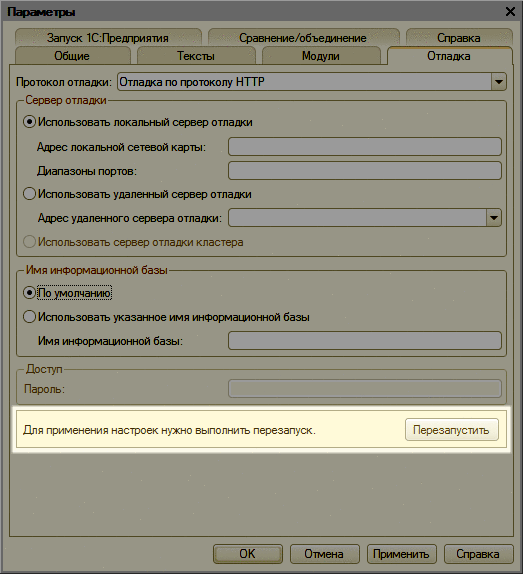 Параметры
Запуск 1С:Предприятия Сравнение/объединение Справка
Общие Тексты Модули Отладка
Протокол отладки: Отладка по протоколу HTTP
Сервер отладки
Использовать локальный сервер отладки
Адрес локальной сетевой карты:
Диапазоны портов:
Использовать удаленный сервер отладки
Адрес удаленного сервера отладки:
Использовать сервер отладки кластера
Имя информационной базы
По умолчанию
Использовать указанное имя информационной базы
Имя информационной базы:
Доступ
Пароль:
Для применения настроек нужно выполнить перезапуск. Перезапустить
OK Отмена Применить Справка